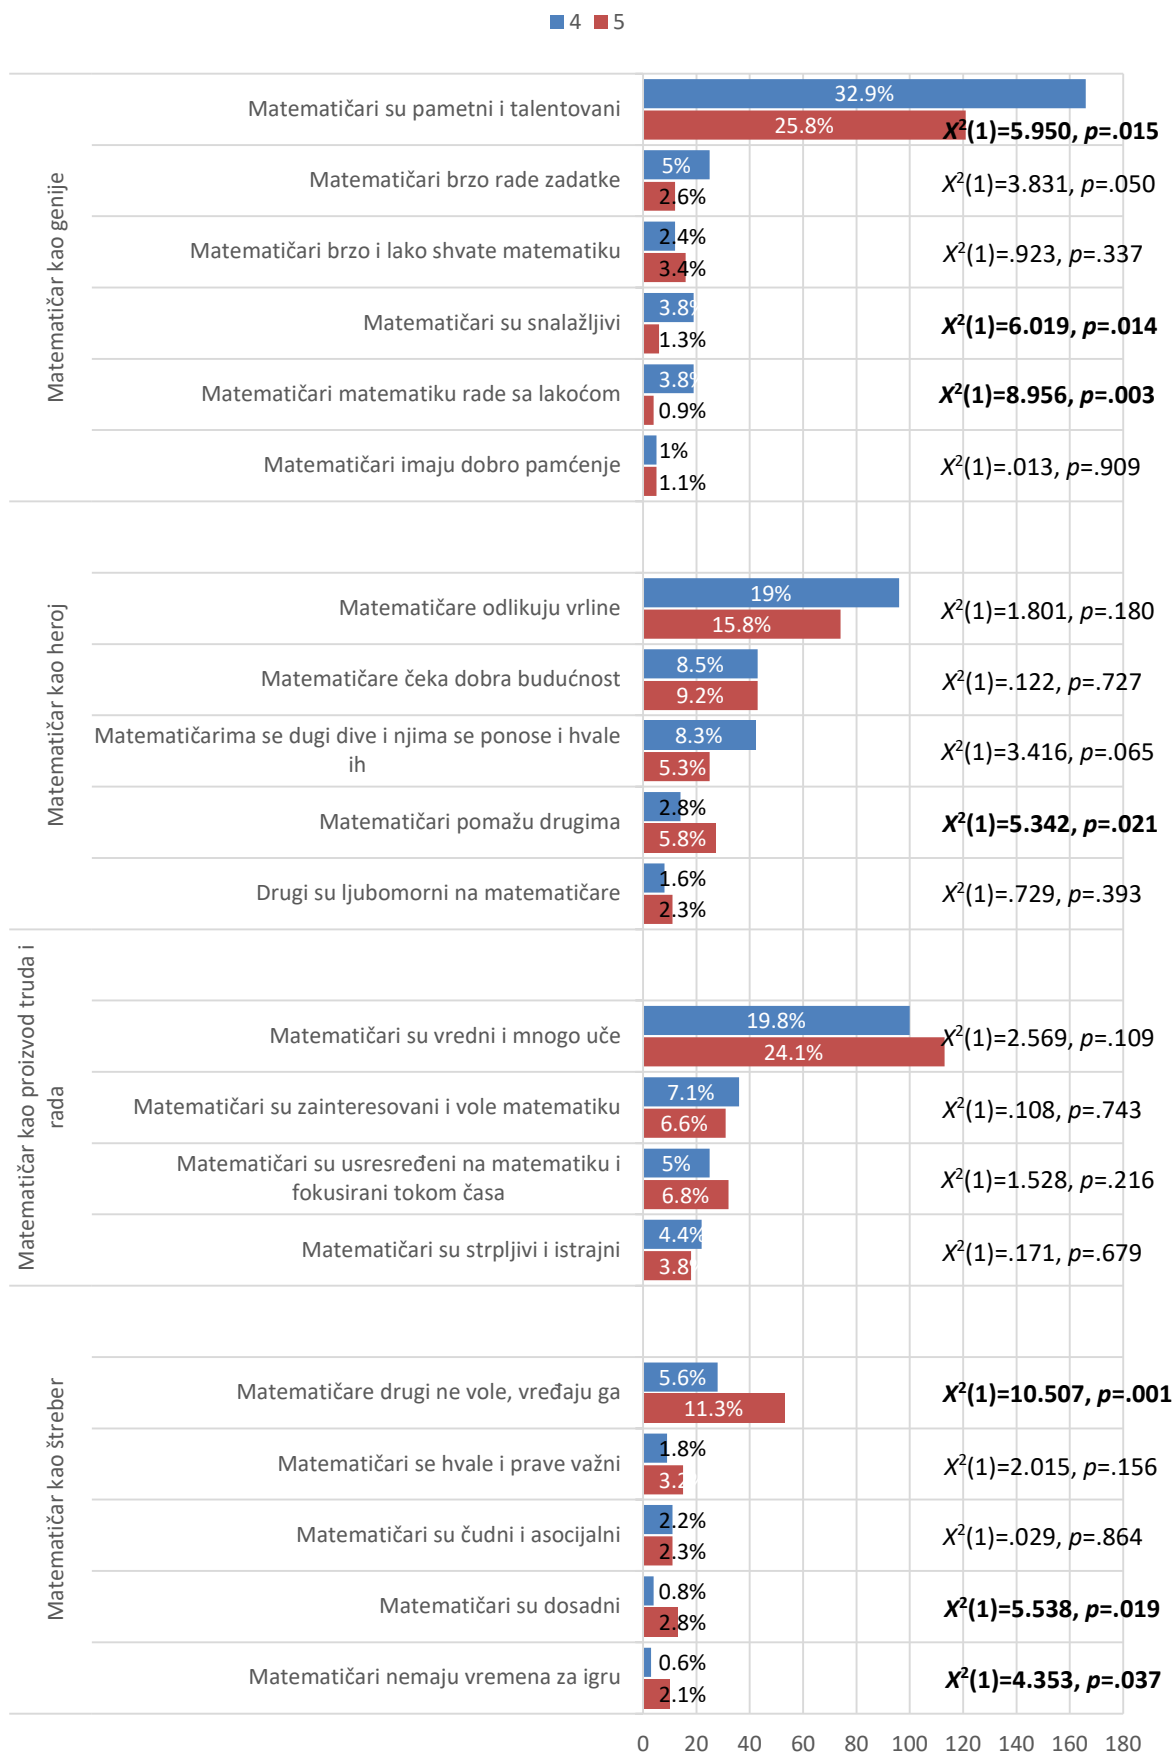 4 5
Matematičar kao genije
Matematičari su pametni i talentovani 32.9% 25.8% X²(1)=5.950, p=.015
Matematičari brzo rade zadatke 5% 2.6% X²(1)=3.831, p=.050
Matematičari brzo i lako shvate matematiku 2.4% 3.4% X²(1)=.923, p=.337
Matematičari su snalažljivi 3.8% 1.3% X²(1)=6.019, p=.014
Matematičari matematiku rade sa lakoćom 3.8% 0.9% X²(1)=8.956, p=.003
Matematičari imaju dobro pamćenje 1% 1.1% X²(1)=.013, p=.909
Matematičar kao heroj
Matematičare odlikuju vrline 19% 15.8% X²(1)=1.801, p=.180
Matematičare čeka dobra budućnost 8.5% 9.2% X²(1)=.122, p=.727
Matematičarima se dugi dive i njima se ponose i hvale
ih 8.3% 5.3% X²(1)=3.416, p=.065
Matematičari pomažu drugima 2.8% 5.8% X²(1)=5.342, p=.021
Drugi su ljubomorni na matematičare 1.6% 2.3% X²(1)=.729, p=.393
Matematičar kao proizvod truda i
rada
Matematičari su vredni i mnogo uče 19.8% 24.1% X²(1)=2.569, p=.109
Matematičari su zainteresovani i vole matematiku 7.1% 6.6% X²(1)=.108, p=.743
Matematičari su usresređeni na matematiku i
fokusirani tokom časa 5% 6.8% X²(1)=1.528, p=.216
Matematičari su strpljivi i istrajni 4.4% 3.8% X²(1)=.171, p=.679
Matematičar kao štreber
Matematičare drugi ne vole, vređaju ga 5.6% 11.3% X²(1)=10.507, p=.001
Matematičari se hvale i prave važni 1.8% 3.2 X²(1)=2.015, p=.156
Matematičari su čudni i asocijalni 2.2% 2.3% X²(1)=.029, p=.864
Matematičari su dosadni 0.8% 2.8% X²(1)=5.538, p=.019
Matematičari nemaju vremena za igru 0.6% 2.1% X²(1)=4.353, p=.037
0 20 40 60 80 100 120 140 160 180